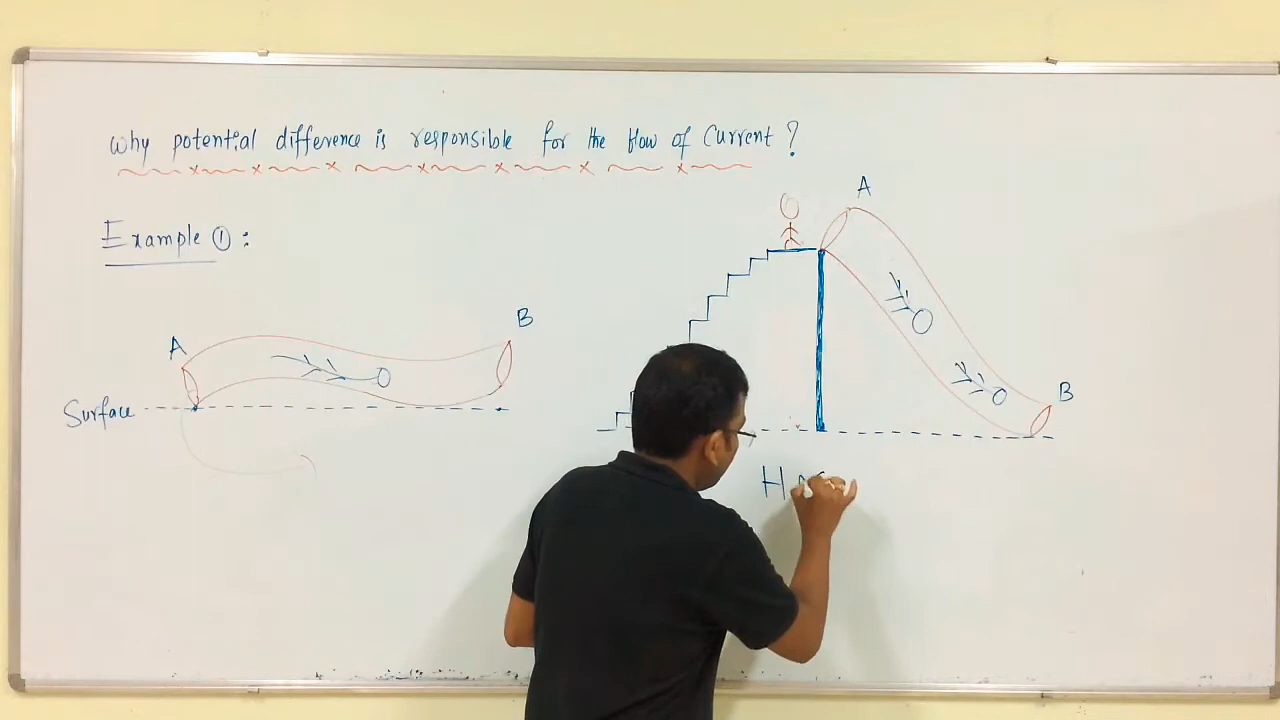 why potential difference is responsible for the flow of Current ?
Example ① :
A
B
Surface
A
B